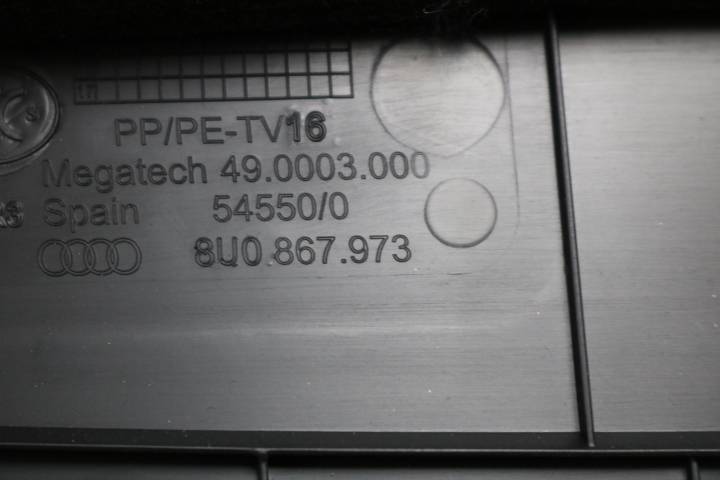 PP/PE-TV16
Megatech 49.0003.000
Spain 54550/0
8U0 867.973